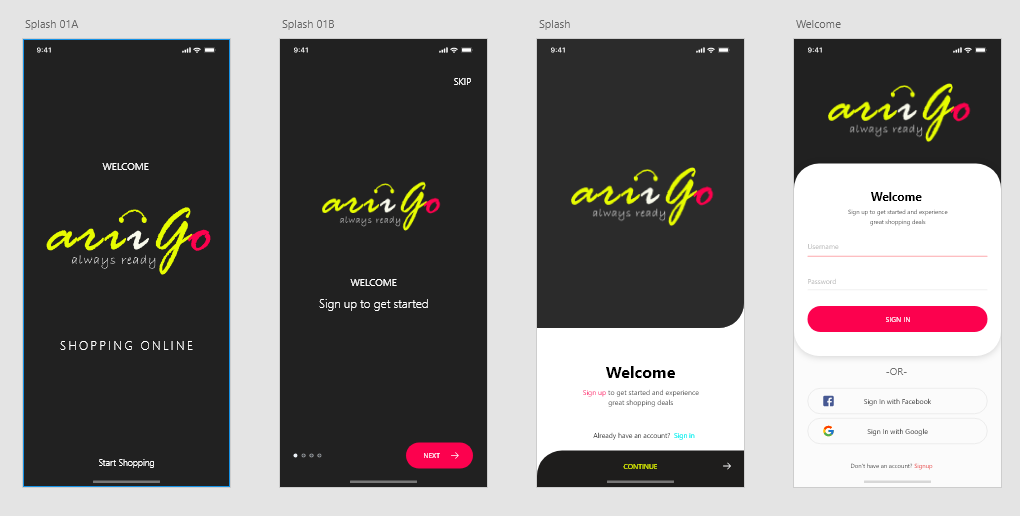 Splash 01A
9:41
WELCOME
arriGo
always ready
SHOPPING ONLINE
Start Shopping
Splash 01B
9:41
SKIP
arriGo
always ready
WELCOME
Sign up to get started
NEXT
Splash
9:41
arriGo
always ready
Welcome
Sign up to get started and experience
great shopping deals
Already have an account? Sign in
CONTINUE
Welcome
9:41
arriGo
always ready
Welcome
Sign up to get started and experience
great shopping deals
Username
Password
SIGN IN
-OR-
Sign In with Facebook
Sign In with Google
Don't have an account? Signup